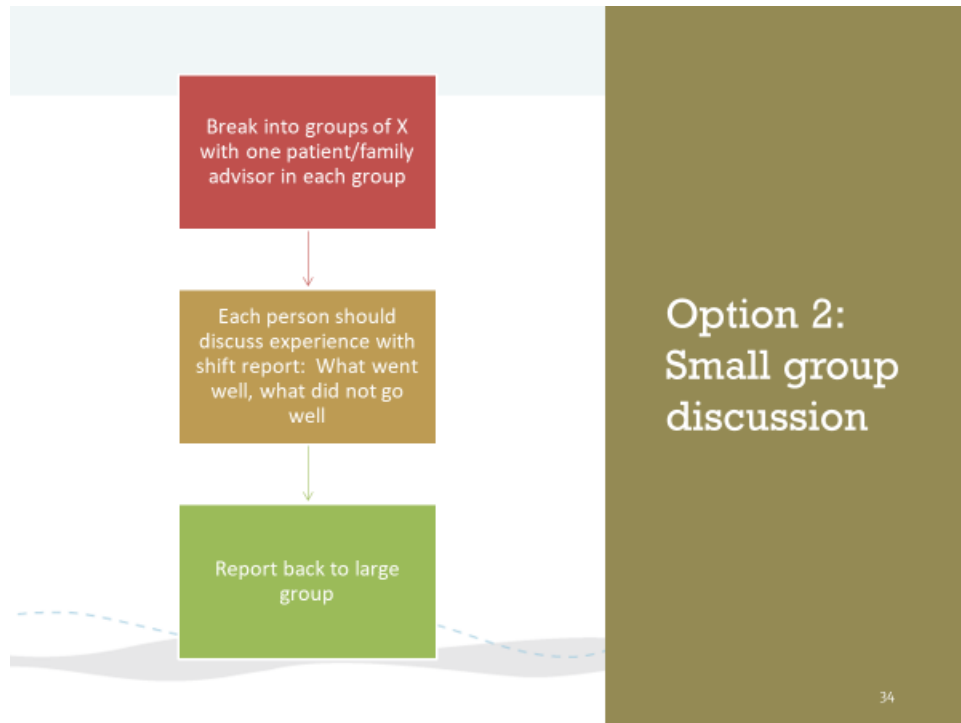 Break into groups of X
with one patient/family
advisor in each group
Each person should
discuss experience with
shift report:  What went
well, what did not go
well
Report back to large
group
Option 2:
Small group
discussion
34